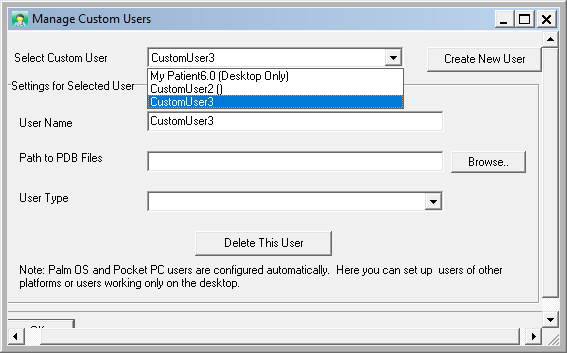 Manage Custom Users
Select Custom User
CustomUser3
Create New User
My Patient6.0 (Desktop Only)
CustomUser2 ()
CustomUser3
Settings for Selected User
User Name
CustomUser3
Path to PDB Files
Browse..
User Type
Delete This User
Note: Palm OS and Pocket PC users are configured automatically. Here you can set up users of other
platforms or users working only on the desktop.